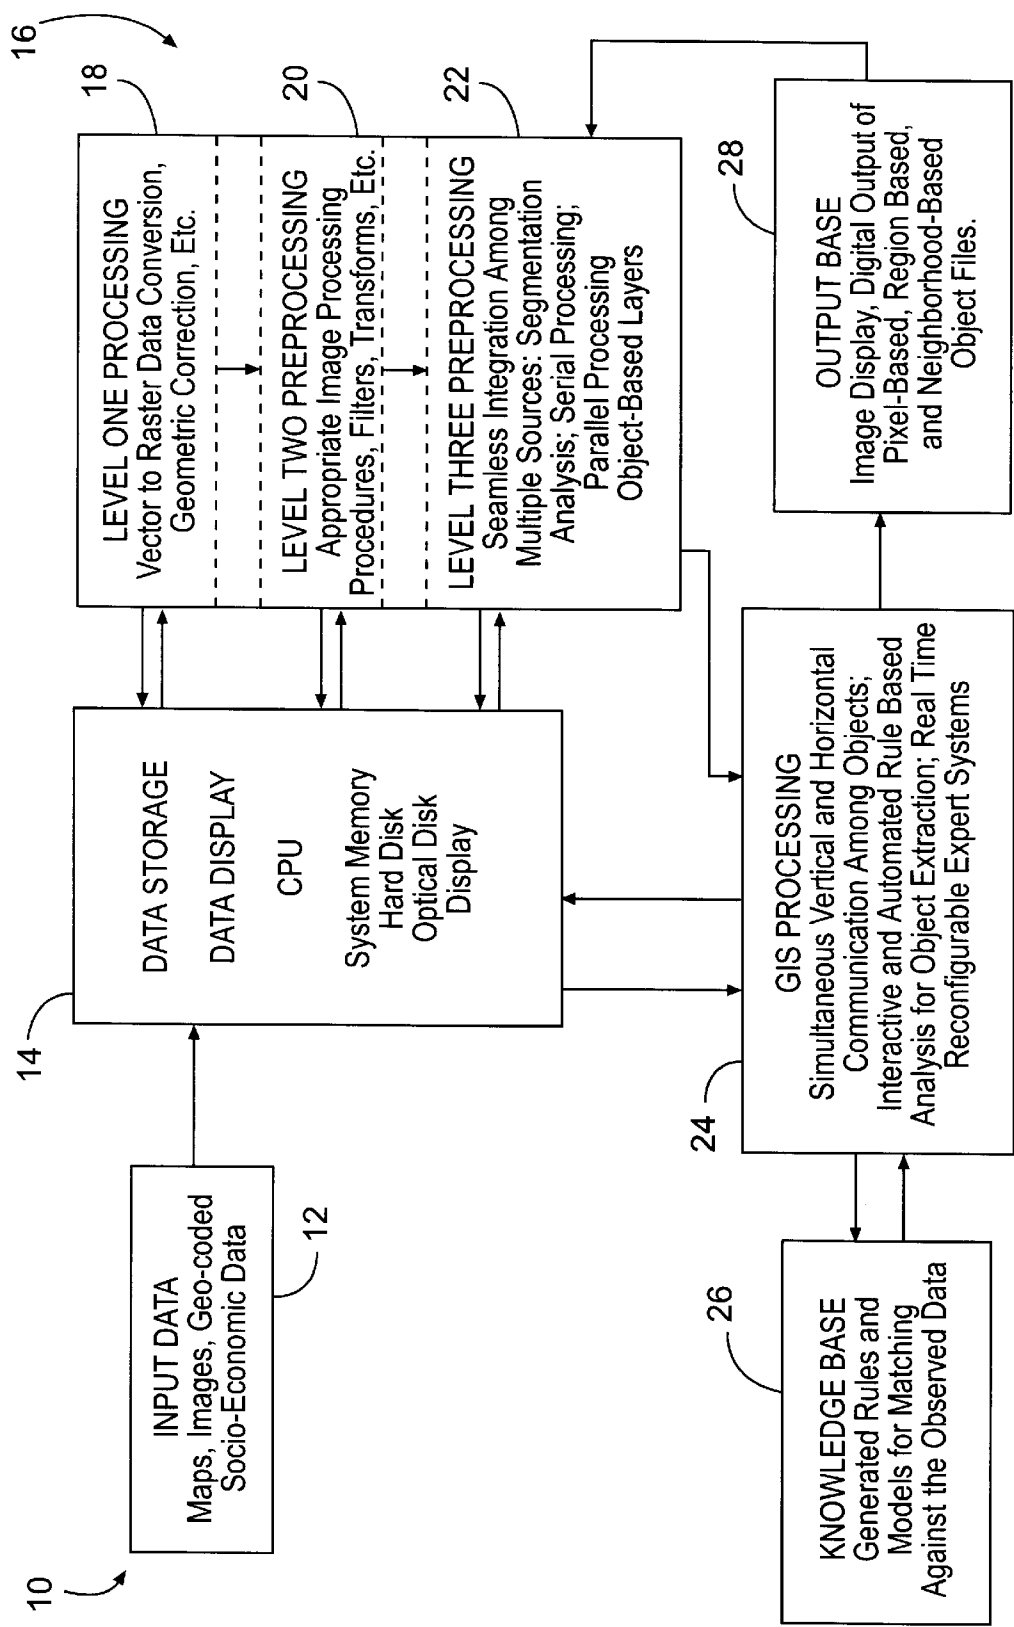 10
INPUT DATA
Maps, Images, Geo-coded
Socio-Economic Data
12
14
DATA STORAGE
DATA DISPLAY
CPU
System Memory
Hard Disk
Optical Disk
Display
16
18
LEVEL ONE PROCESSING
Vector to Raster Data Conversion,
Geometric Correction, Etc.
20
LEVEL TWO PREPROCESSING
Appropriate Image Processing
Procedures, Filters, Transforms, Etc.
22
LEVEL THREE PREPROCESSING
Seamless Integration Among
Multiple Sources: Segmentation
Analysis; Serial Processing;
Parallel Processing
Object-Based Layers
26
KNOWLEDGE BASE
Generated Rules and
Models for Matching
Against the Observed Data
24
GIS PROCESSING
Simultaneous Vertical and Horizontal
Communication Among Objects;
Interactive and Automated Rule Based
Analysis for Object Extraction; Real Time
Reconfigurable Expert Systems
28
OUTPUT BASE
Image Display, Digital Output of
Pixel-Based, Region Based,
and Neighborhood-Based
Object Files.